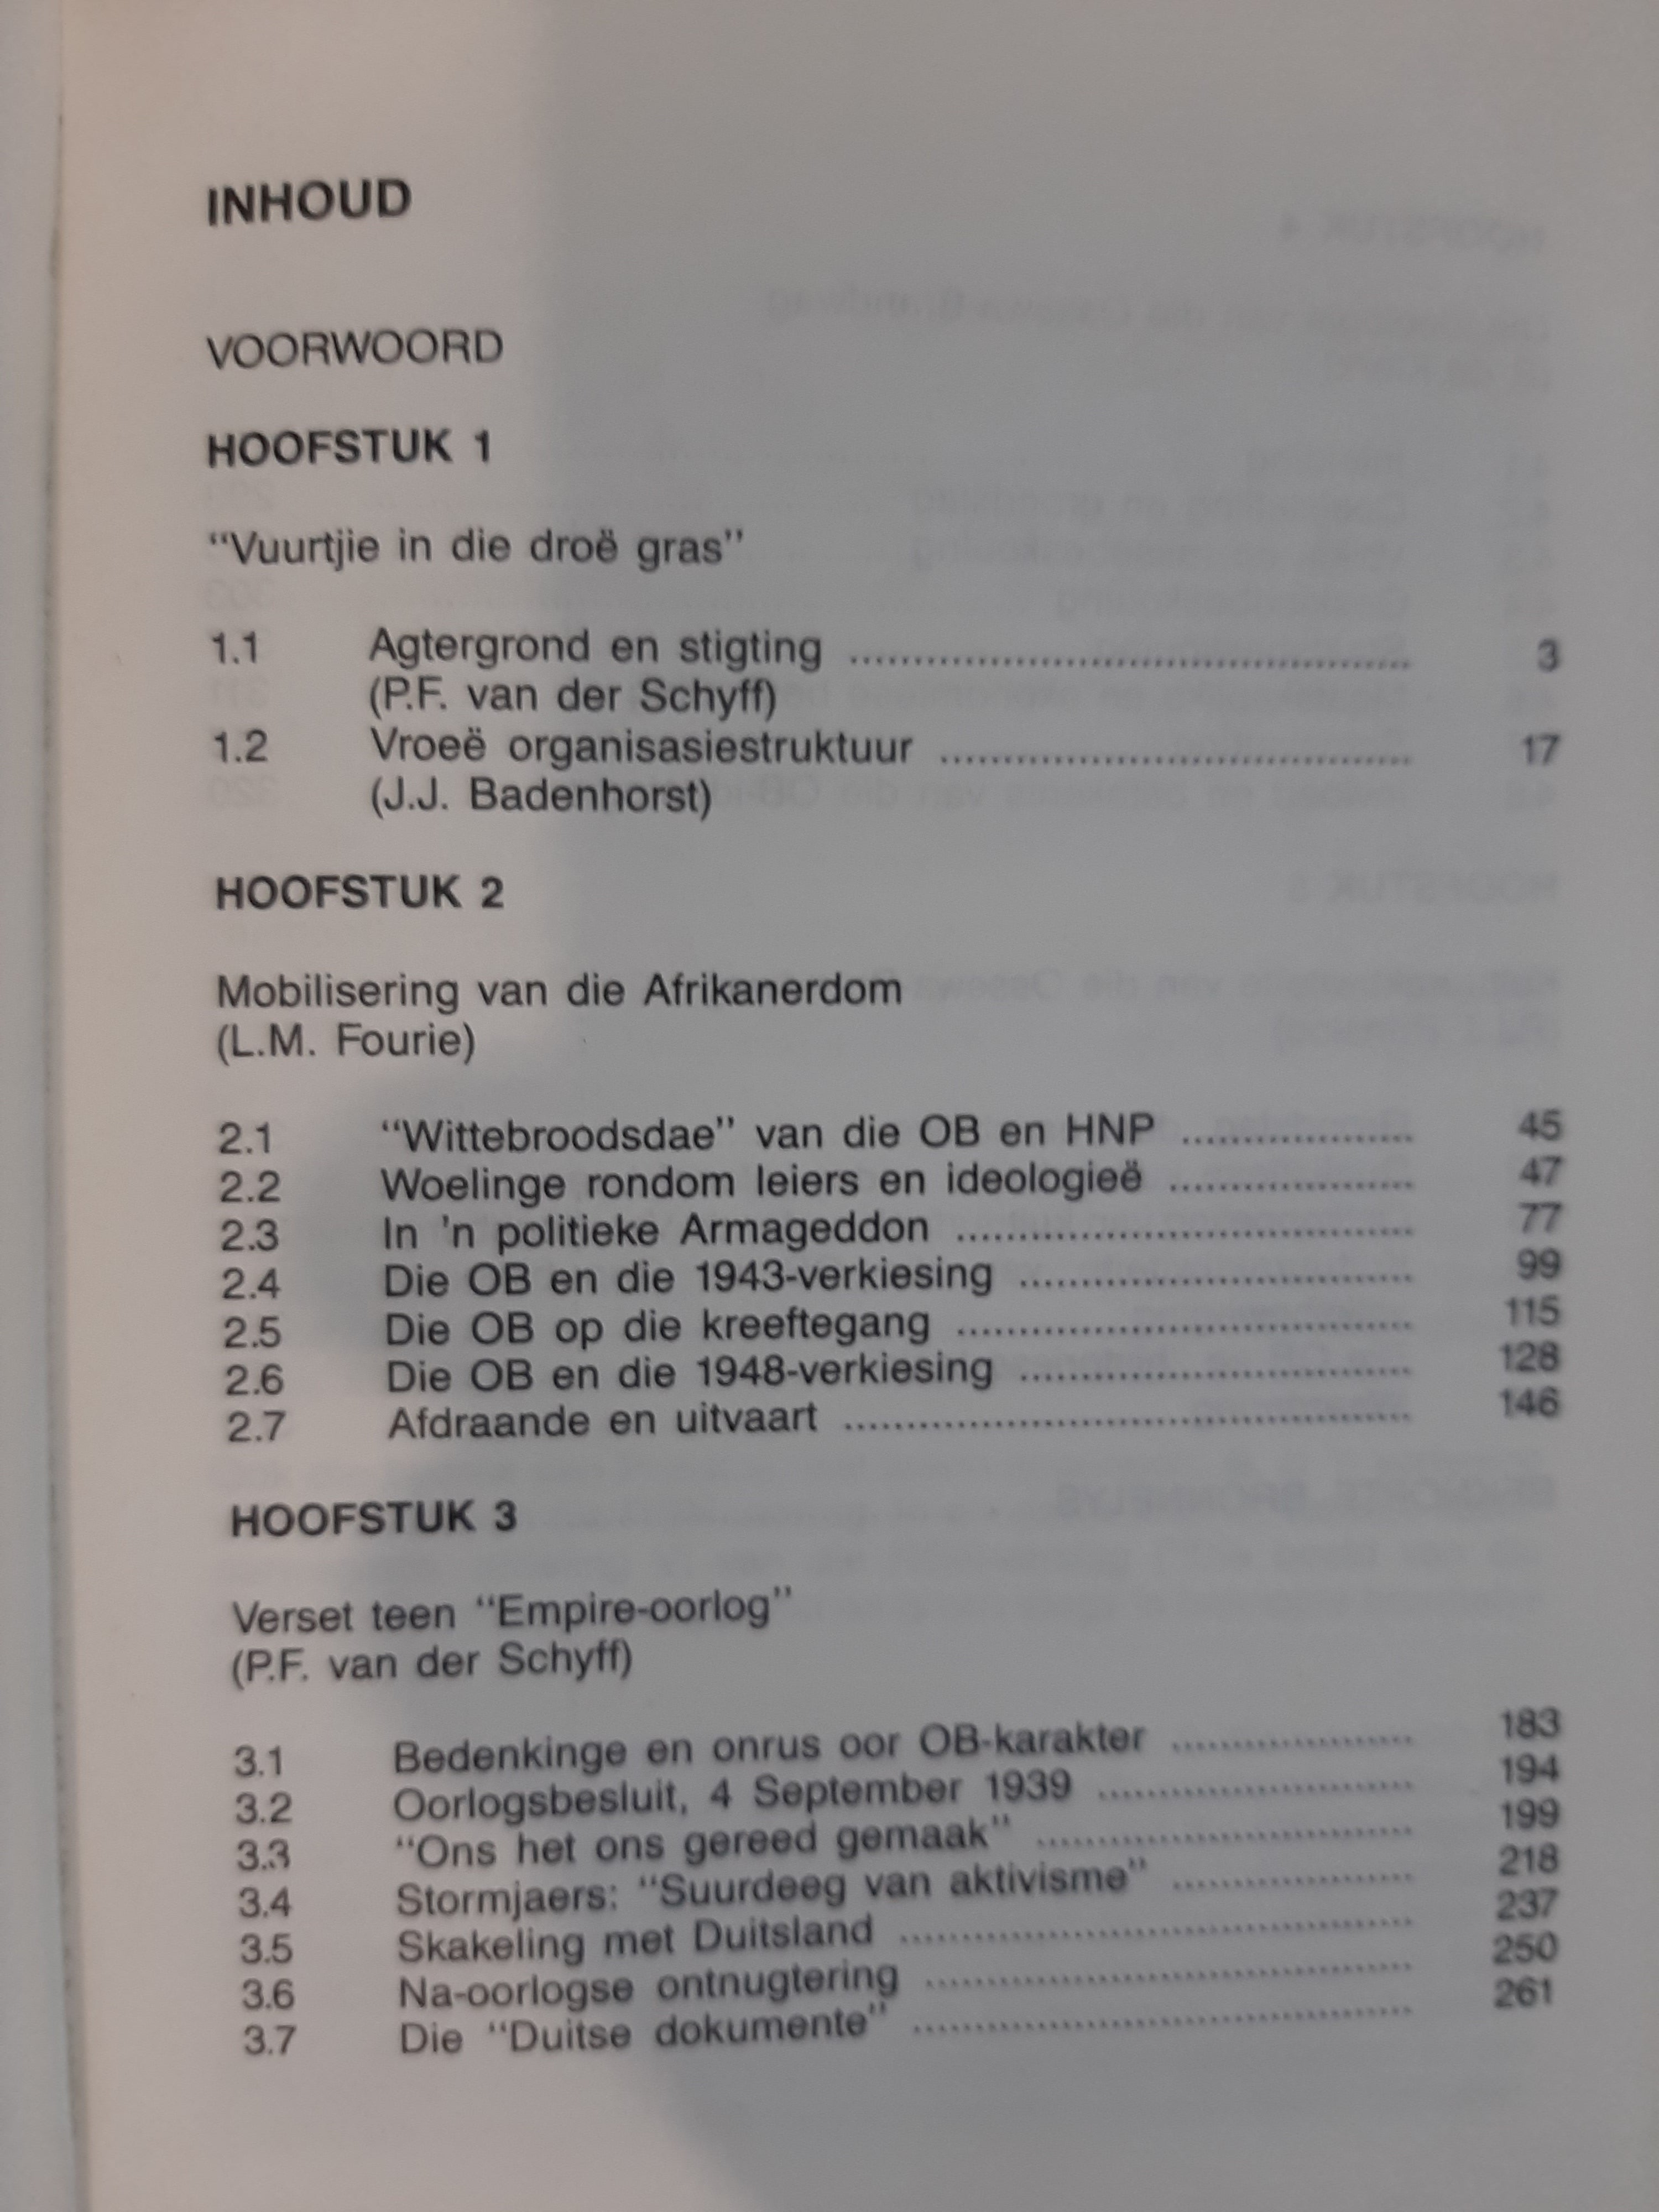 INHOUD
VOORWOORD
HOOFSTUK 1
“Vuurtjie in die droë gras”
1.1 Agtergrond en stigting ........................................... 3
(P.F. van der Schyff)
1.2 Vroeë organisasiestruktuur .................................... 17
(J.J. Badenhorst)
HOOFSTUK 2
Mobilisering van die Afrikanerdom
(L.M. Fourie)
2.1 “Wittebroodsdae” van die OB en HNP .................. 45
2.2 Woelinge rondom leiers en ideologieë ................... 47
2.3 In 'n politieke Armageddon ................................... 77
2.4 Die OB en die 1943-verkiesing .............................. 99
2.5 Die OB op die kreeftegang ................................... 115
2.6 Die OB en die 1948-verkiesing .............................. 128
2.7 Afdraande en uitvaart ........................................... 146
HOOFSTUK 3
Verset teen “Empire-oorlog”
(P.F. van der Schyff)
3.1 Bedenkinge en onrus oor OB-karakter ................... 183
3.2 Oorlogsbesluit, 4 September 1939 ........................ 194
3.3 “Ons het ons gereed gemaak” ............................. 199
3.4 Stormjaers: “Suurdeeg van aktivisme” ................... 218
3.5 Skakeling met Duitsland ....................................... 237
3.6 Na-oorlogse ontnugtering ..................................... 250
3.7 Die “Duitse dokumente” ...................................... 261